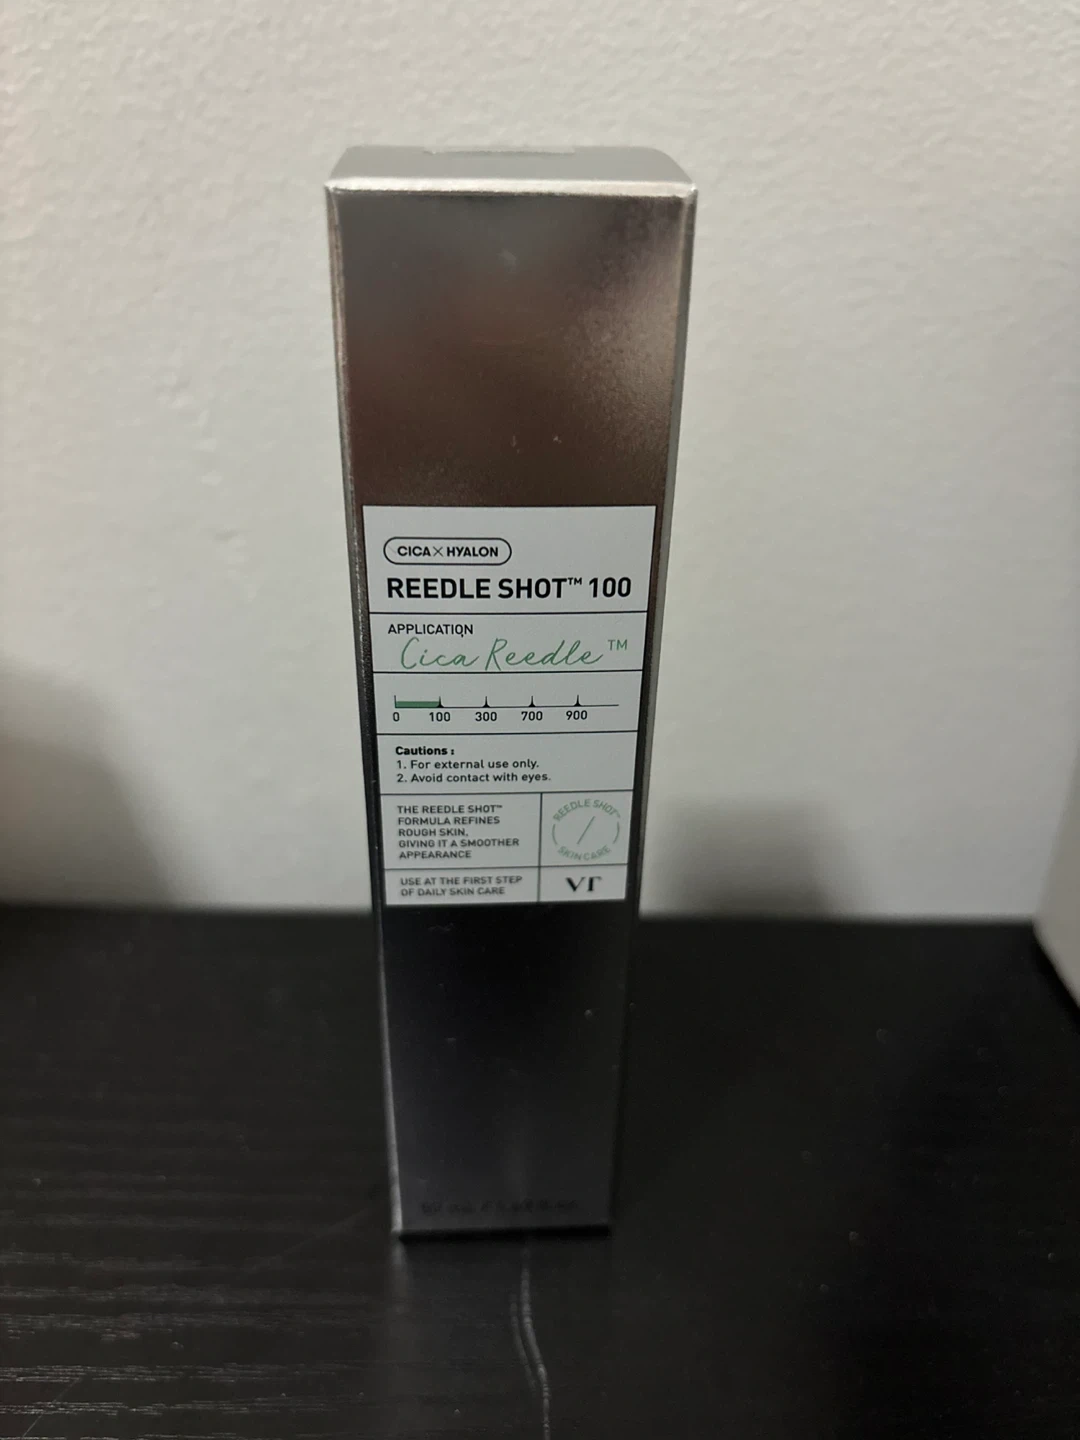 CICA×HYALON
REEDLE SHOT™ 100
APPLICATION
Cica Reedle™
0 100 300 700 900
Cautions :
1. For external use only.
2. Avoid contact with eyes.
THE REEDLE SHOT™
FORMULA REFINES
ROUGH SKIN,
GIVING IT A SMOOTHER
APPEARANCE
REEDLE SHOT™
SKINCARE
USE AT THE FIRST STEP
OF DAILY SKIN CARE
VT